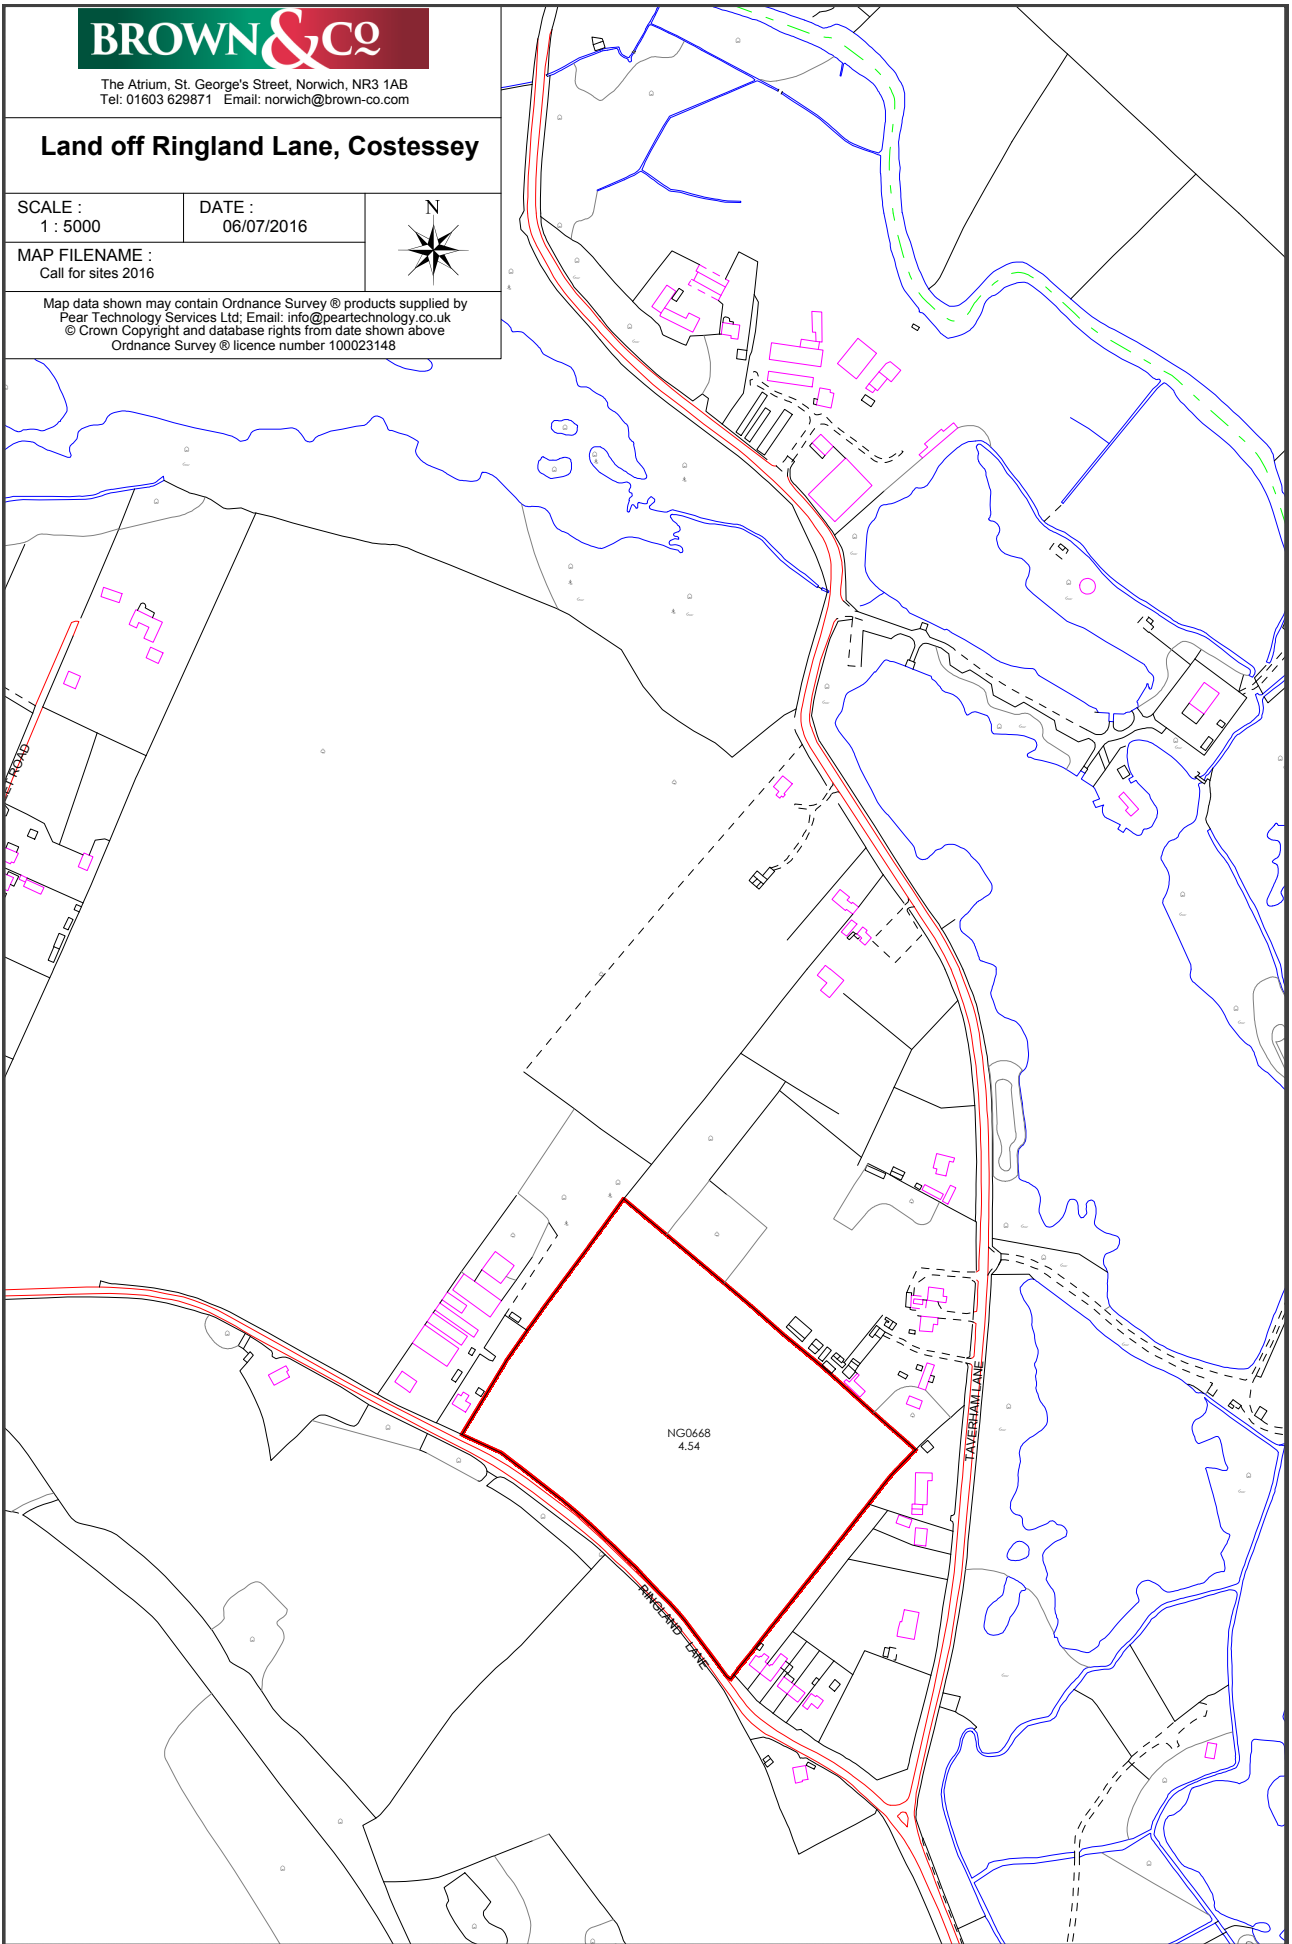 BROWN&CO
The Atrium, St. George's Street, Norwich, NR3 1AB
Tel: 01603 629871 Email: norwich@brown-co.com
Land off Ringland Lane, Costessey
SCALE :
1 : 5000
DATE :
06/07/2016
N
MAP FILENAME :
Call for sites 2016
Map data shown may contain Ordnance Survey ® products supplied by
Pear Technology Services Ltd; Email: info@peartechnology.co.uk
© Crown Copyright and database rights from date shown above
Ordnance Survey ® licence number 100023148
ROAD
TAVERHAM LANE
NG0668
4.54
RINGLAND LANE